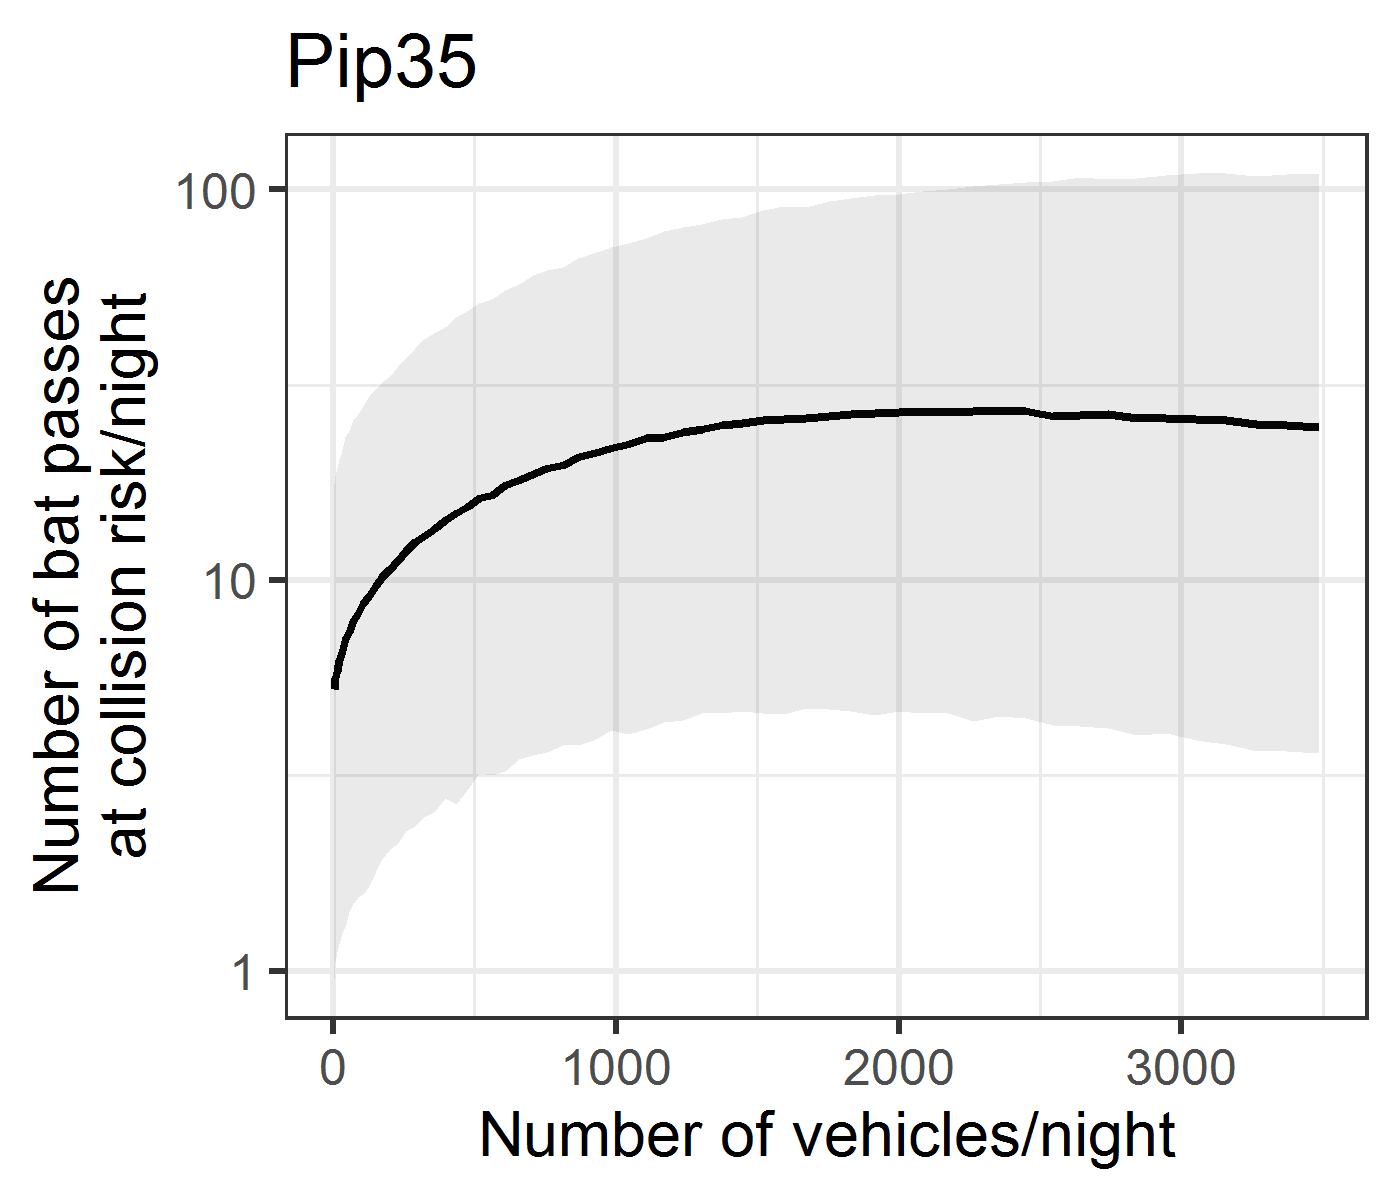 Pip35
Number of bat passes
at collision risk/night
100
10
1
0
1000
2000
3000
Number of vehicles/night